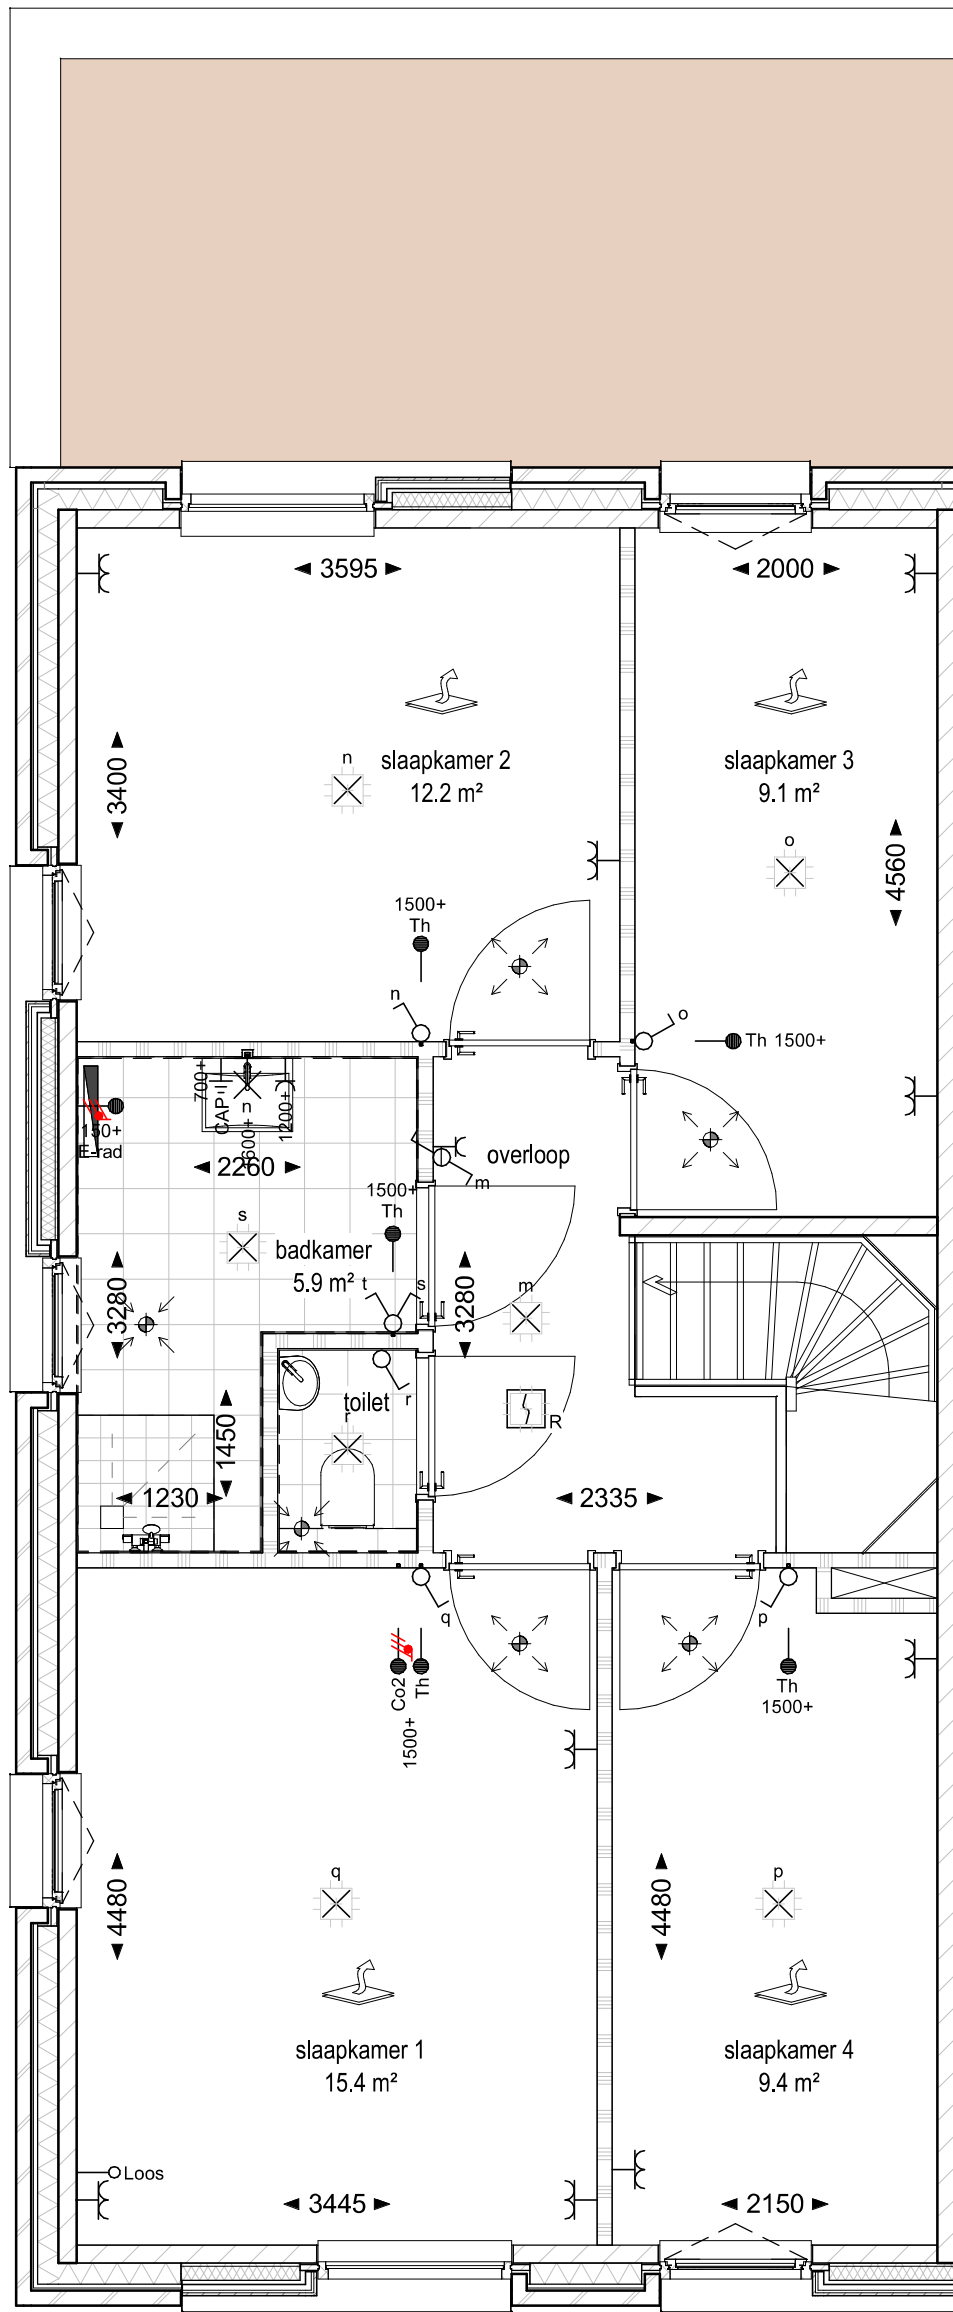 3595
2000
3400
n
slaapkamer 2
12.2 m²
slaapkamer 3
9.1 m²
o
4560
1500+
Th
n
o
Th 1500+
700+
CAP
n
1600+
1200+
150+
E-rad
2260
m
overloop
1500+
Th
s
badkamer
5.9 m²
t
s
3280
3280
m
toilet
r
r
R
1450
1230
2335
q
p
Co2
Th
1500+
Th
1500+
q
p
4480
4480
slaapkamer 1
15.4 m²
slaapkamer 4
9.4 m²
Loos
3445
2150